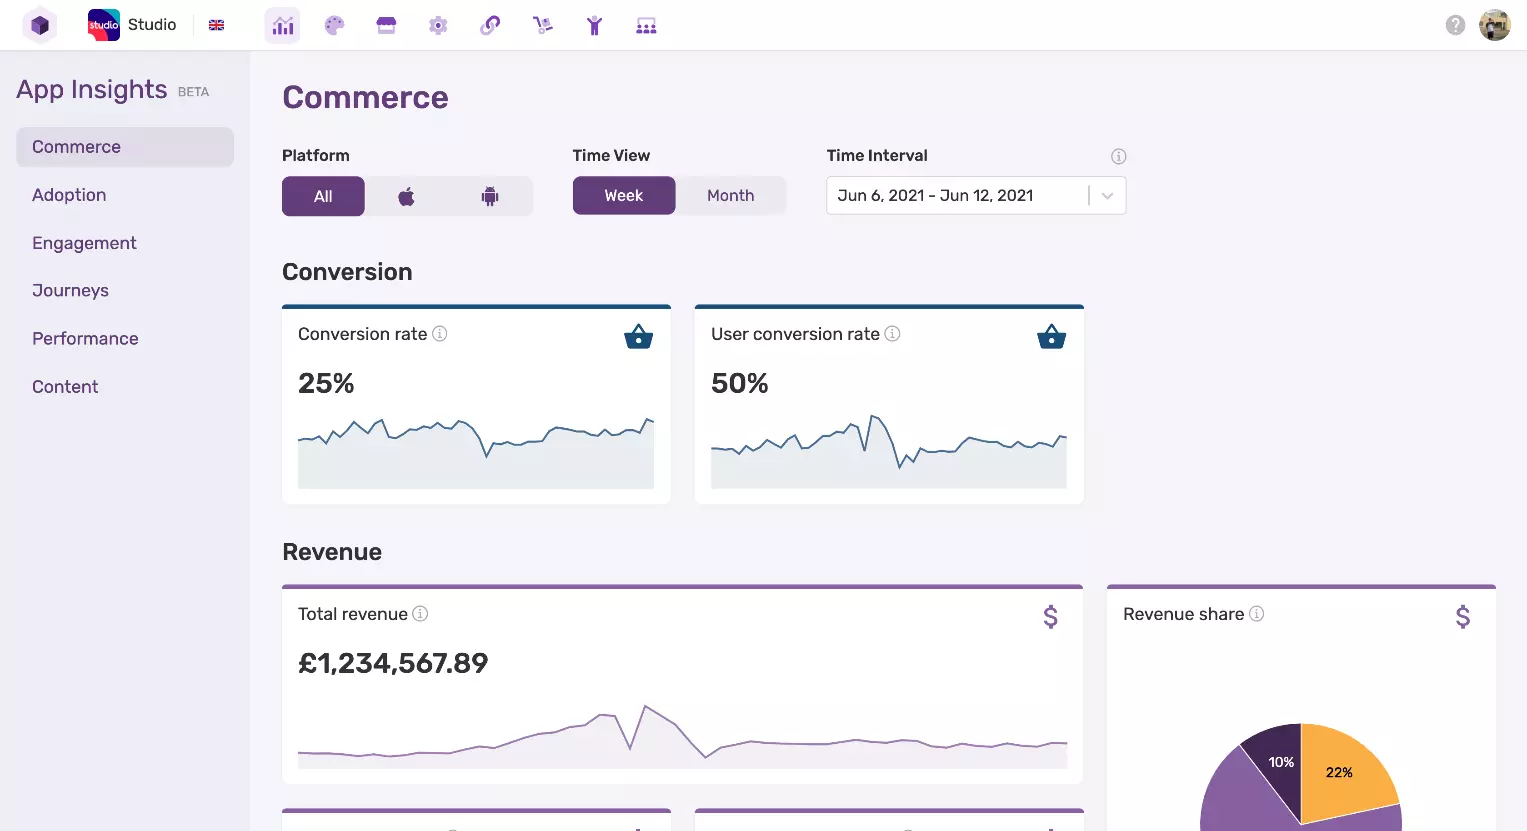 studio
Studio
App Insights BETA
Commerce
Adoption
Engagement
Journeys
Performance
Content
Commerce
Platform
All
Time View
Week Month
Time Interval
Jun 6, 2021 - Jun 12, 2021
Conversion
Conversion rate
25%
User conversion rate
50%
Revenue
Total revenue
$
£1,234,567.89
Revenue share
$
10%
22%